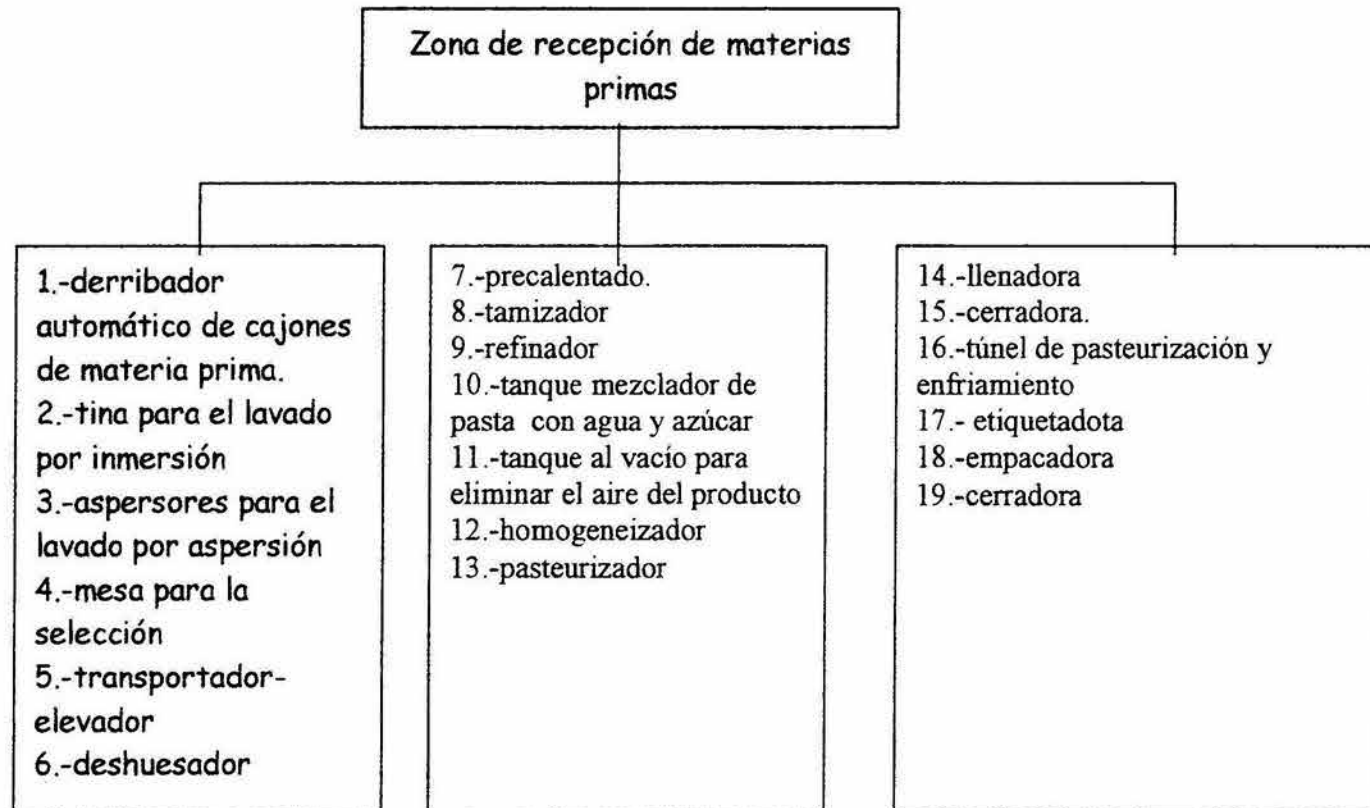 Zona de recepción de materias
primas
1.-derribador
automático de cajones
de materia prima.
2.-tina para el lavado
por inmersión
3.-aspersores para el
lavado por aspersión
4.-mesa para la
selección
5.-transportador-
elevador
6.-deshuesador
7.-precalentado.
8.-tamizador
9.-refinador
10.-tanque mezclador de
pasta con agua y azúcar
11.-tanque al vacío para
eliminar el aire del producto
12.-homogeneizador
13.-pasteurizador
14.-llenadora
15.-cerradora.
16.-túnel de pasteurización y
enfriamiento
17.- etiquetadota
18.-empacadora
19.-cerradora